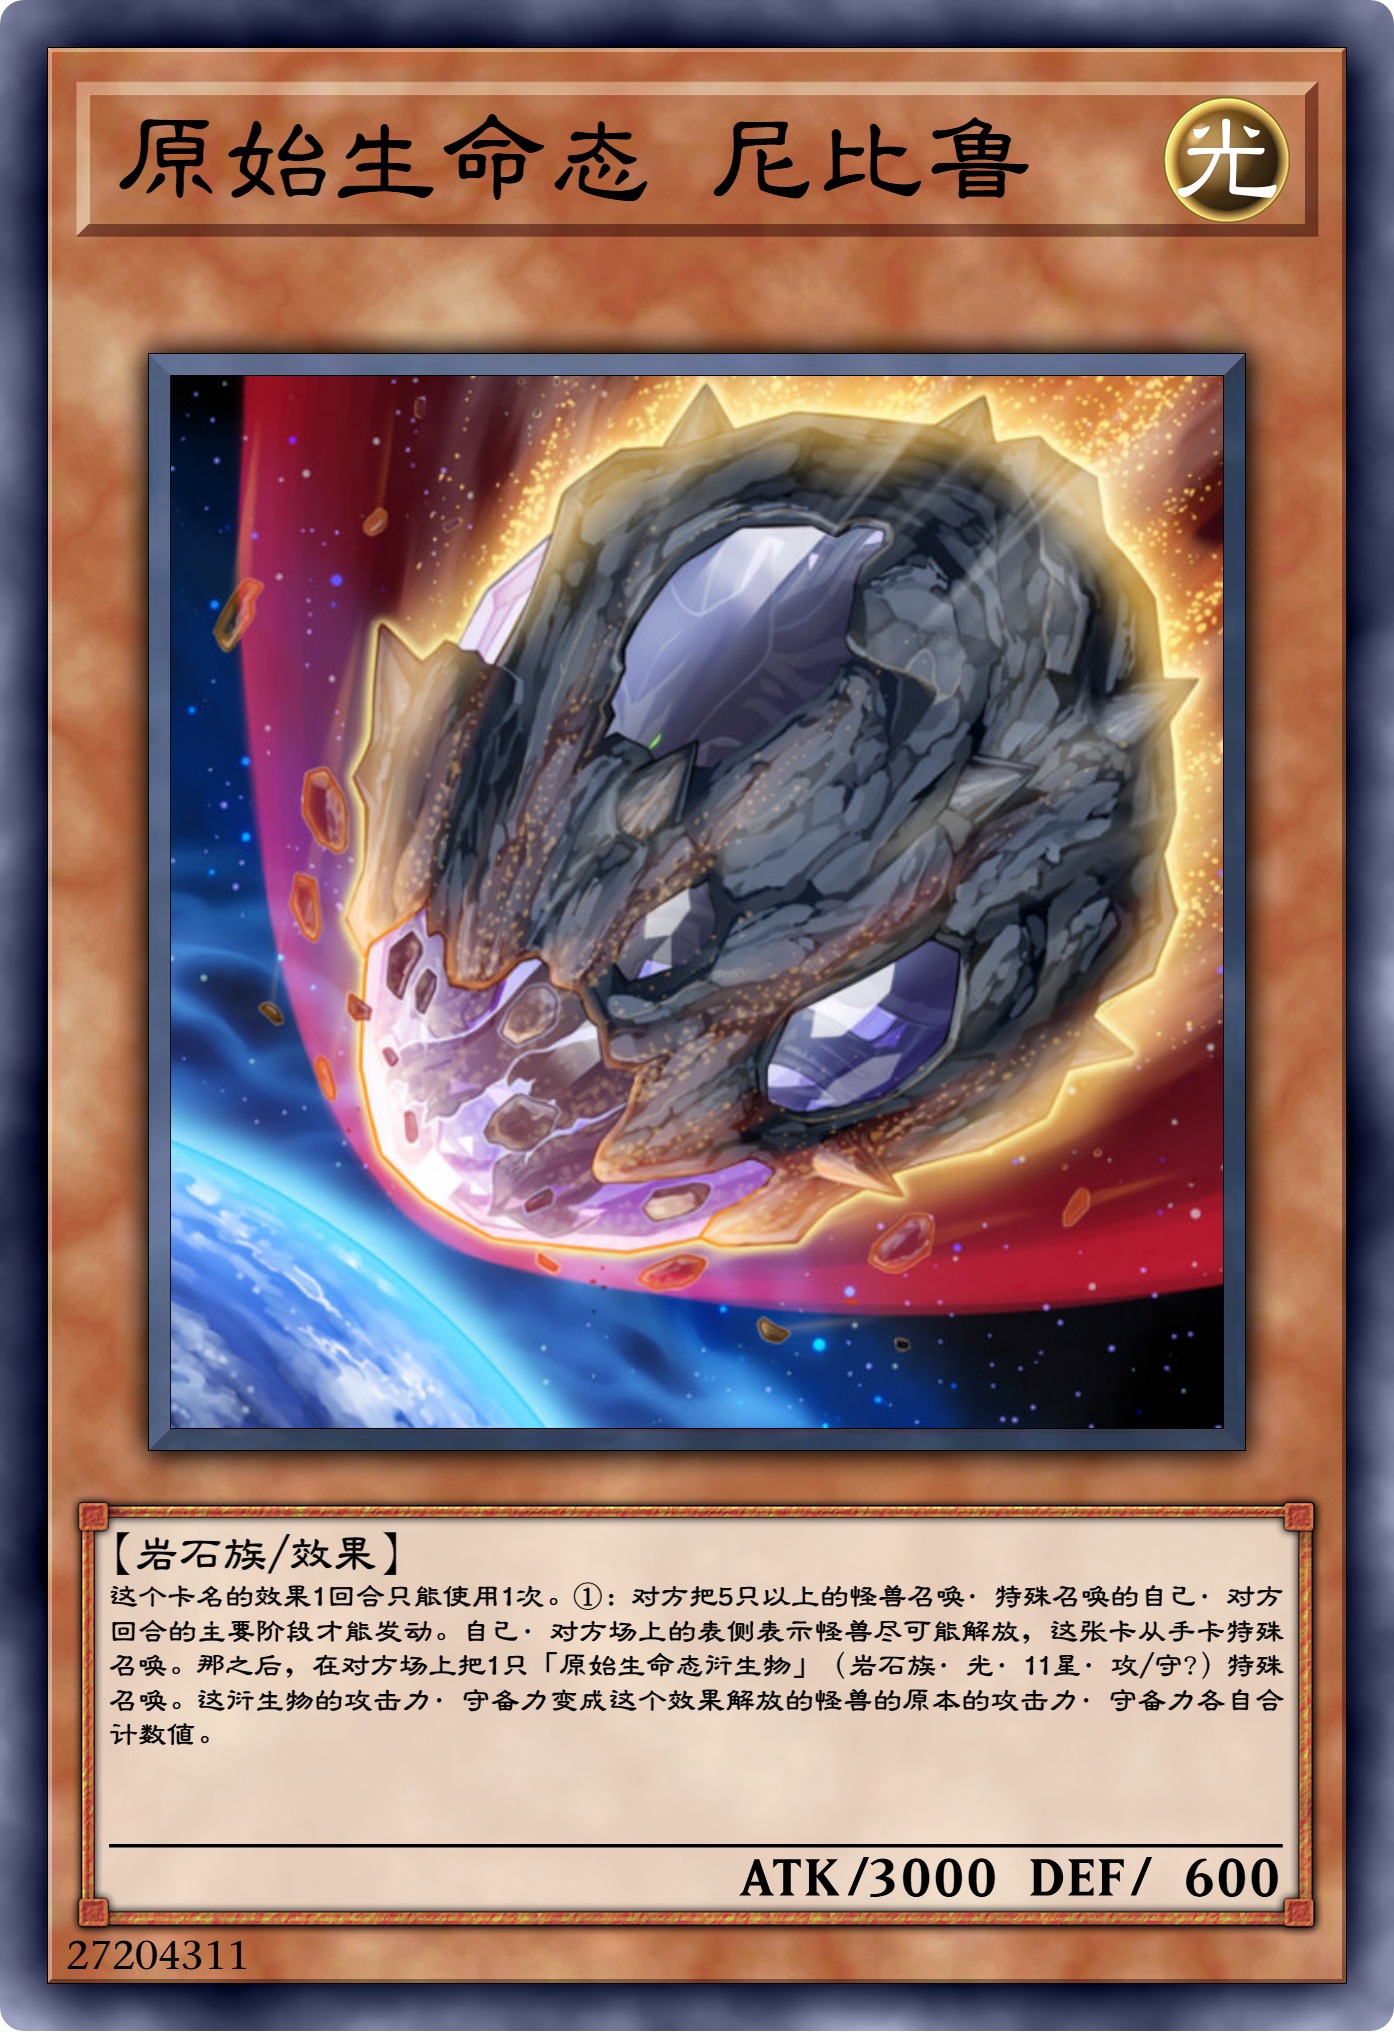 原始生命态 尼比鲁
光
【岩石族/效果】
这个卡名的效果1回合只能使用1次。①：对方把5只以上的怪兽召唤·特殊召唤的自己·对方
回合的主要阶段才能发动。自己·对方场上的表侧表示怪兽尽可能解放，这张卡从手卡特殊
召唤。那之后，在对方场上把1只「原始生命态衍生物」（岩石族·光·11星·攻/守?）特殊
召唤。这衍生物的攻击力·守备力变成这个效果解放的怪兽的原本的攻击力·守备力各自合
计数値。
ATK/3000 DEF/ 600
27204311